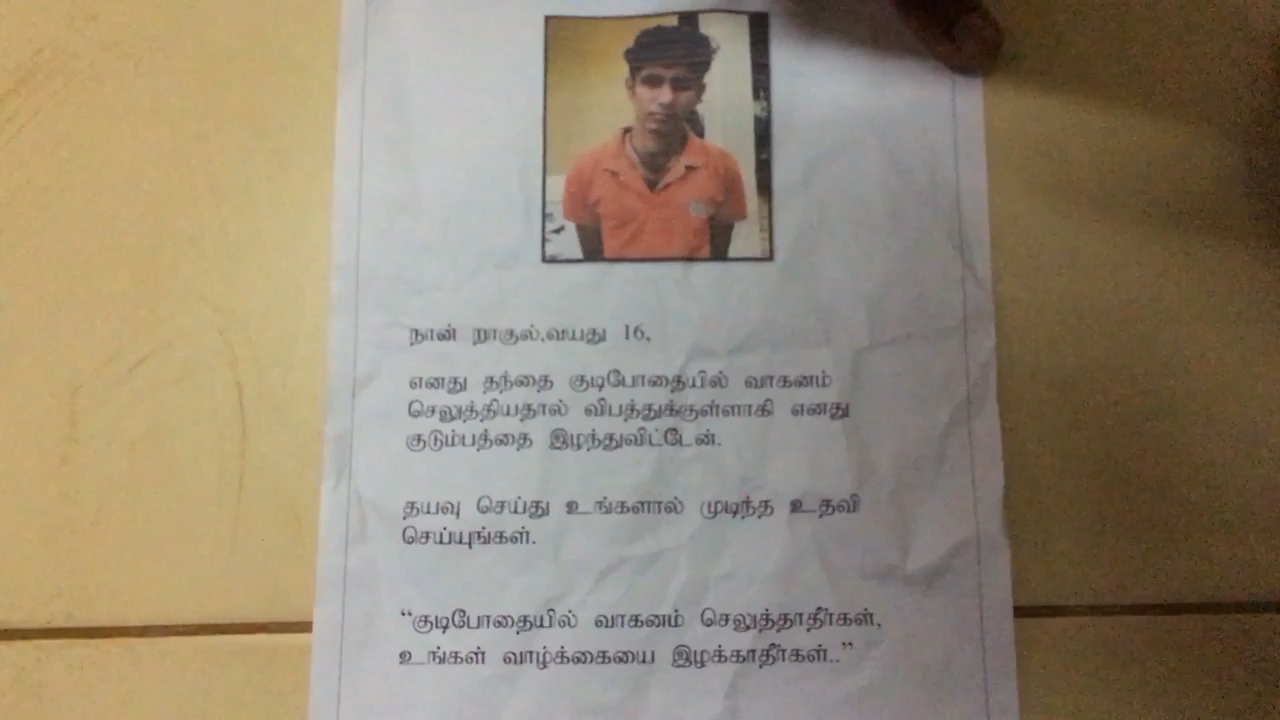 நான் றாகுல்,வயது 16,
எனது தந்தை குடிபோதையில் வாகனம்
செலுத்தியதால் விபத்துக்குள்ளாகி எனது
குடும்பத்தை இழந்துவிட்டேன்.
தயவு செய்து உங்களால் முடிந்த உதவி
செய்யுங்கள்.
“குடிபோதையில் வாகனம் செலுத்தாதீர்கள்,
உங்கள் வாழ்க்கையை இழக்காதீர்கள்..”